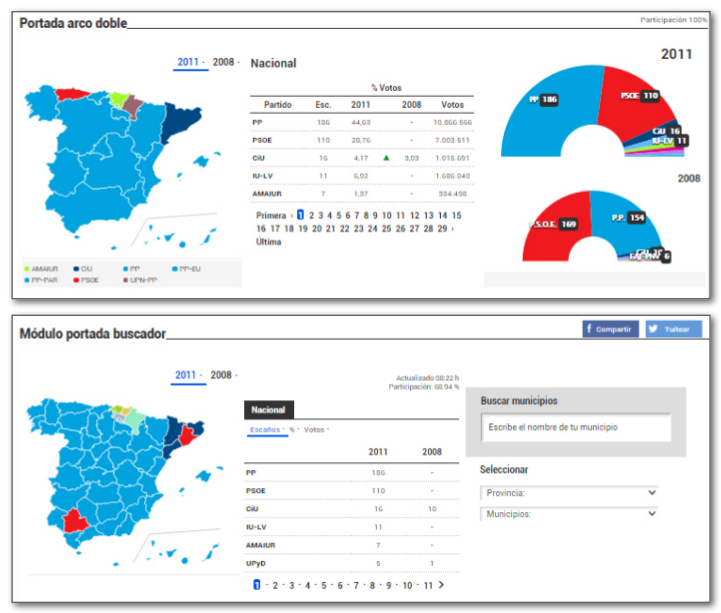 Portada arco doble
Participación 100%
2011 · 2008 ·
Nacional
% Votos
Partido Esc. 2011 2008 Votos
PP 186 44,63 - 10.866.566
PSOE 110 28,76 - 7.003.511
CiU 16 4,17 ▲ 3,03 1.015.691
IU-LV 11 6,92 - 1.686.040
AMAIUR 7 1,37 - 334.498
Primera ‹ 1 2 3 4 5 6 7 8 9 10 11 12 13 14 15
16 17 18 19 20 21 22 23 24 25 26 27 28 29 ›
Última
AMAIUR CiU PP PP-EU
PP-PAR PSOE UPN-PP
2011
PP 186
PSOE 110
CiU 16
IU-LV 11
2008
P.S.O.E. 169
P.P. 154
6
Módulo portada buscador
Compartir
Tuitear
2011 · 2008 ·
Actualizado 08:22 h
Participación: 68.94 %
Nacional
Escaños · % · Votos ·
2011 2008
PP 186 -
PSOE 110 -
CiU 16 10
IU-LV 11 -
AMAIUR 7 -
UPyD 5 1
1 · 2 · 3 · 4 · 5 · 6 · 7 · 8 · 9 · 10 · 11 >
Buscar municipios
Escribe el nombre de tu municipio
Seleccionar
Provincia:
Municipios: